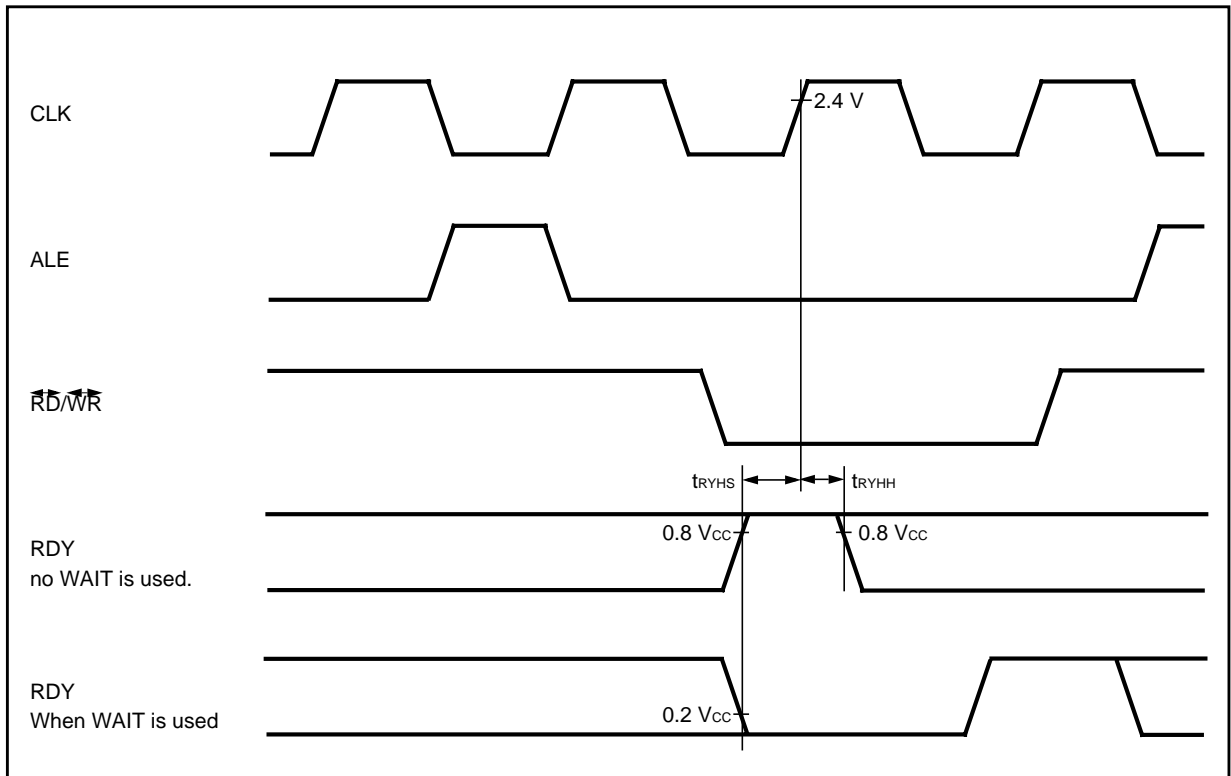 CLK
2.4 V
ALE
RD/WR
tRYHS
tRYHH
RDY
no WAIT is used.
0.8 VCC
0.8 VCC
RDY
When WAIT is used
0.2 VCC